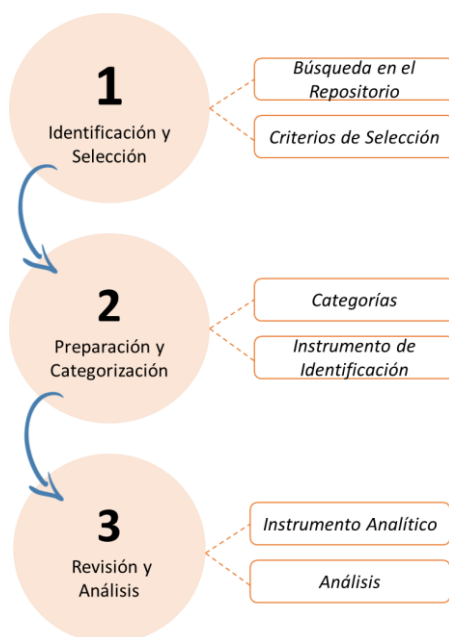 1
Identificación y
Selección
Búsqueda en el
Repositorio
Criterios de Selección
2
Preparación y
Categorización
Categorías
Instrumento de
Identificación
3
Revisión y
Análisis
Instrumento Analítico
Análisis